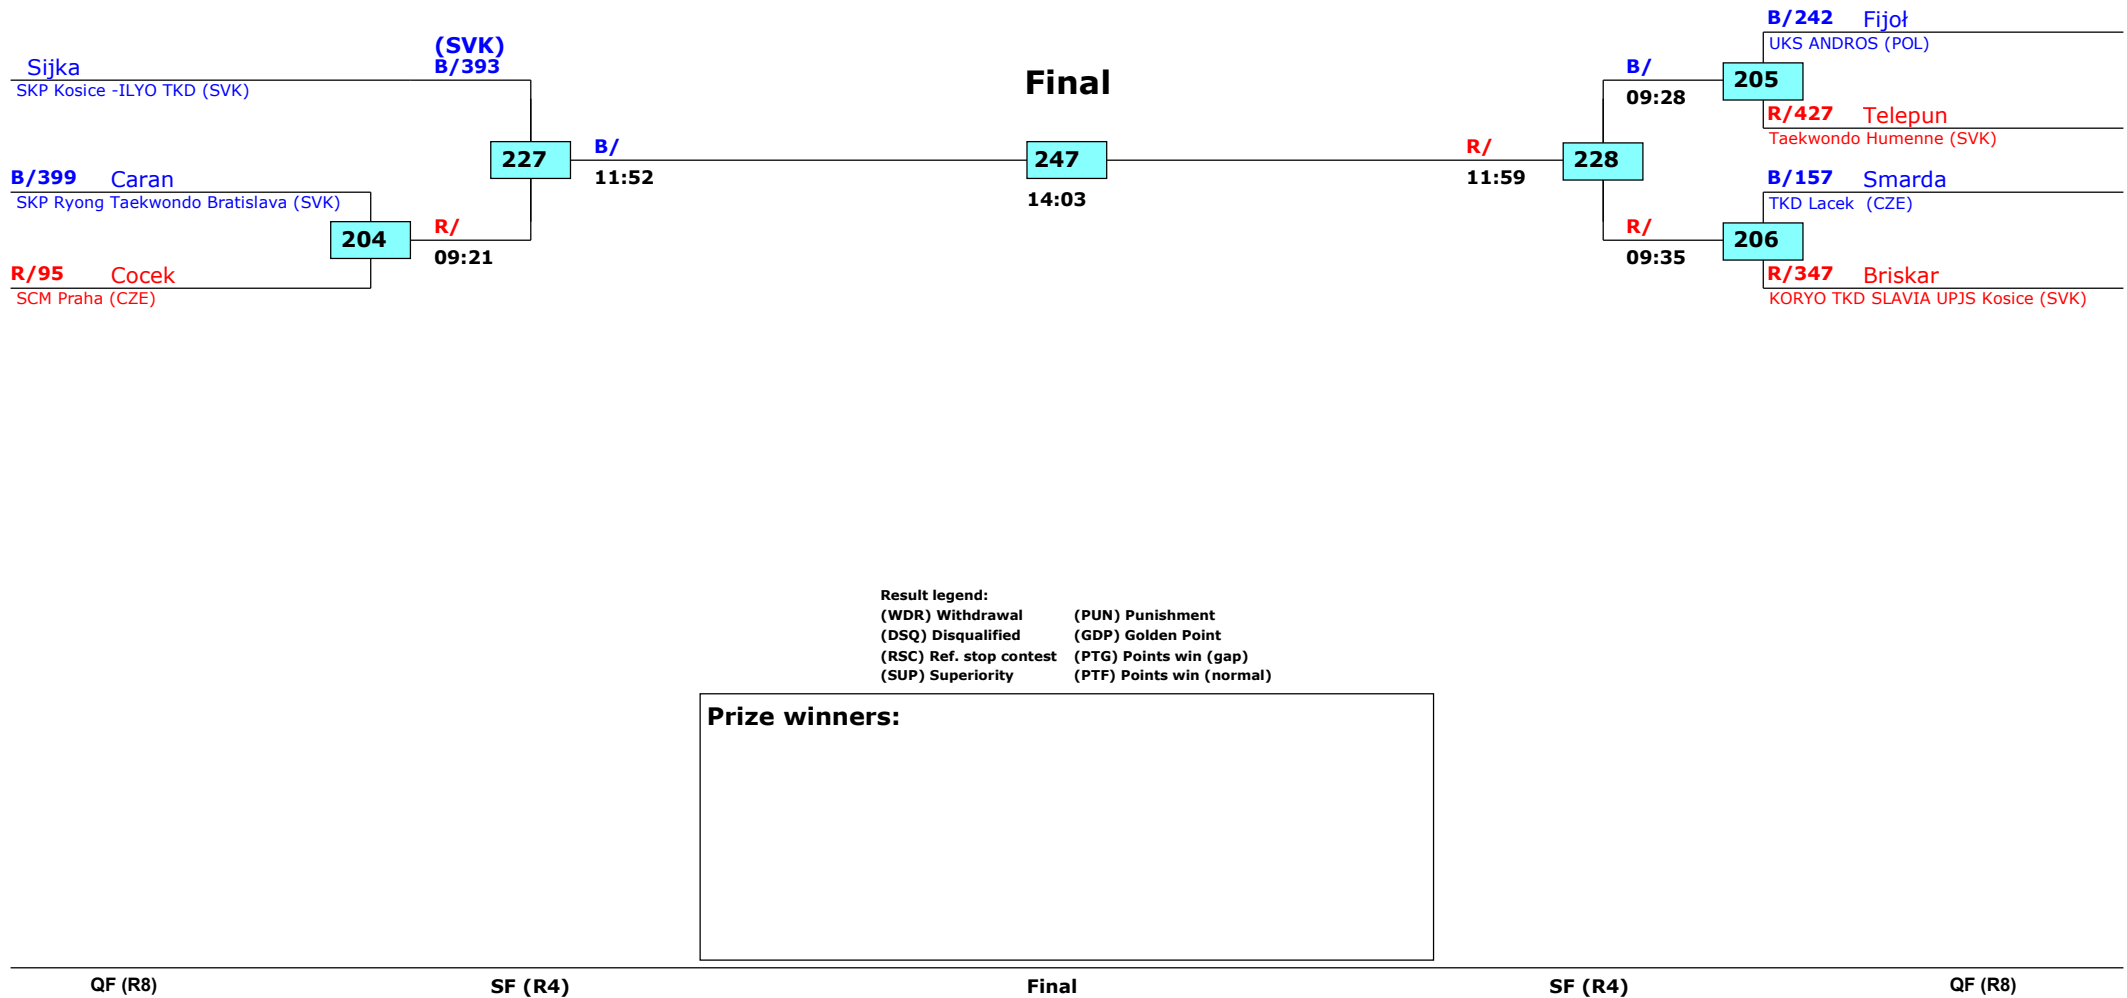 B/242 Fijoł
UKS ANDROS (POL)
(SVK)
Sijka B/393
SKP Kosice -ILYO TKD (SVK)
Final
B/
205
09:28
R/427 Telepun
Taekwondo Humenne (SVK)
227
B/
11:52
247
14:03
R/
11:59
228
B/399 Caran
SKP Ryong Taekwondo Bratislava (SVK)
B/157 Smarda
TKD Lacek (CZE)
204
R/
09:21
R/
09:35
206
R/95 Cocek
SCM Praha (CZE)
R/347 Briskar
KORYO TKD SLAVIA UPJS Kosice (SVK)
Result legend:
(WDR) Withdrawal (PUN) Punishment
(DSQ) Disqualified (GDP) Golden Point
(RSC) Ref. stop contest (PTG) Points win (gap)
(SUP) Superiority (PTF) Points win (normal)
Prize winners:
QF (R8) SF (R4) Final SF (R4) QF (R8)